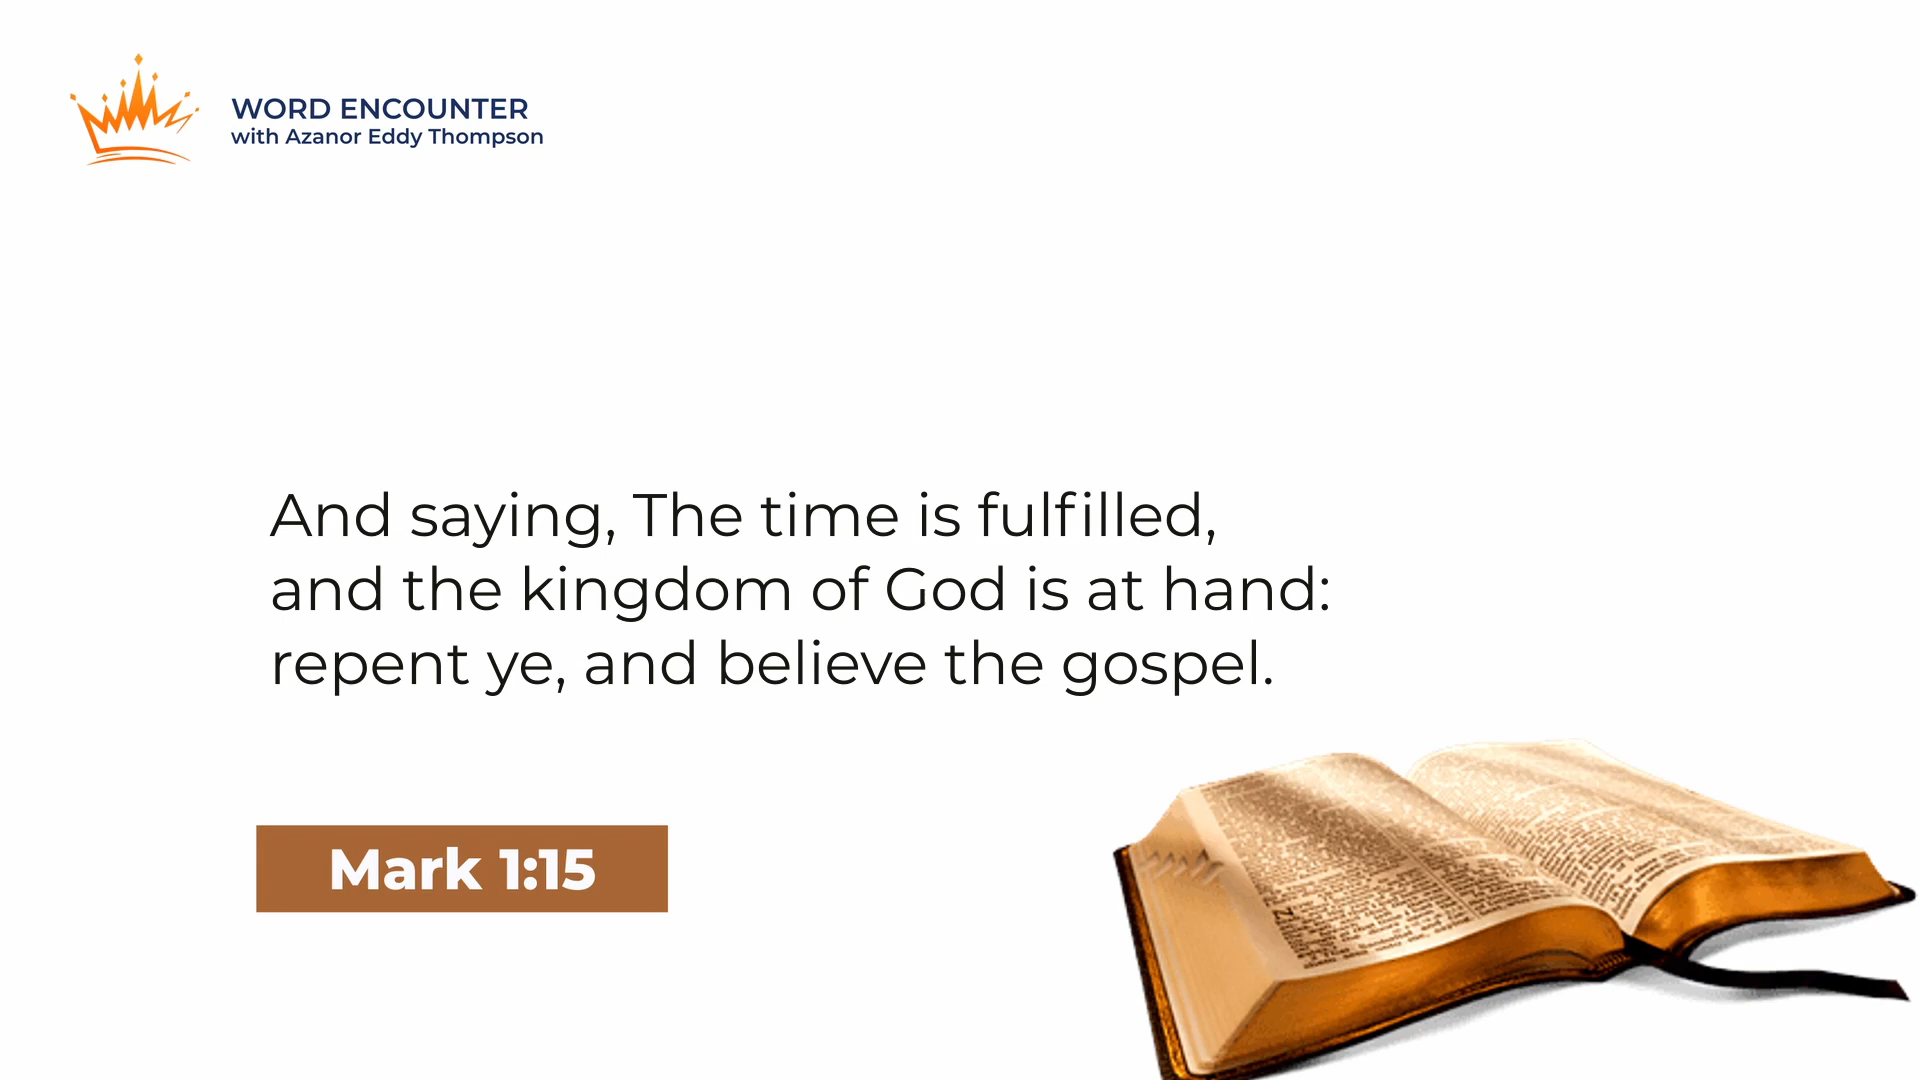 WORD ENCOUNTER
with Azanor Eddy Thompson
And saying, The time is fulfilled,
and the kingdom of God is at hand:
repent ye, and believe the gospel.
Mark 1:15